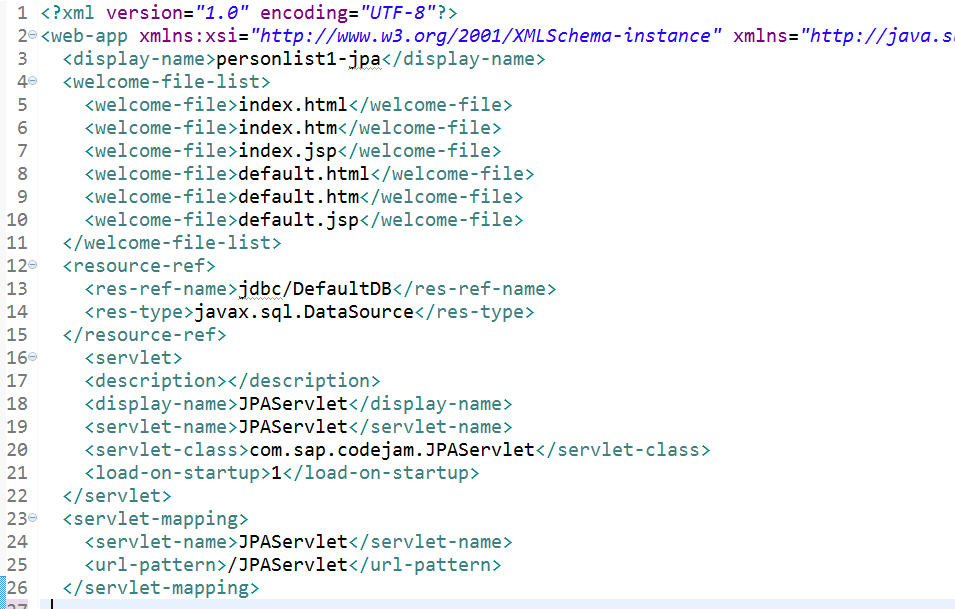 1 <?xml version="1.0" encoding="UTF-8"?>
2 <web-app xmlns:xsi="http://www.w3.org/2001/XMLSchema-instance" xmlns="http://java.s
3 <display-name>personlist1-jpa</display-name>
4 <welcome-file-list>
5 <welcome-file>index.html</welcome-file>
6 <welcome-file>index.htm</welcome-file>
7 <welcome-file>index.jsp</welcome-file>
8 <welcome-file>default.html</welcome-file>
9 <welcome-file>default.htm</welcome-file>
10 <welcome-file>default.jsp</welcome-file>
11 </welcome-file-list>
12 <resource-ref>
13 <res-ref-name>jdbc/DefaultDB</res-ref-name>
14 <res-type>javax.sql.DataSource</res-type>
15 </resource-ref>
16 <servlet>
17 <description></description>
18 <display-name>JPAServlet</display-name>
19 <servlet-name>JPAServlet</servlet-name>
20 <servlet-class>com.sap.codejam.JPAServlet</servlet-class>
21 <load-on-startup>1</load-on-startup>
22 </servlet>
23 <servlet-mapping>
24 <servlet-name>JPAServlet</servlet-name>
25 <url-pattern>/JPAServlet</url-pattern>
26 </servlet-mapping>
27